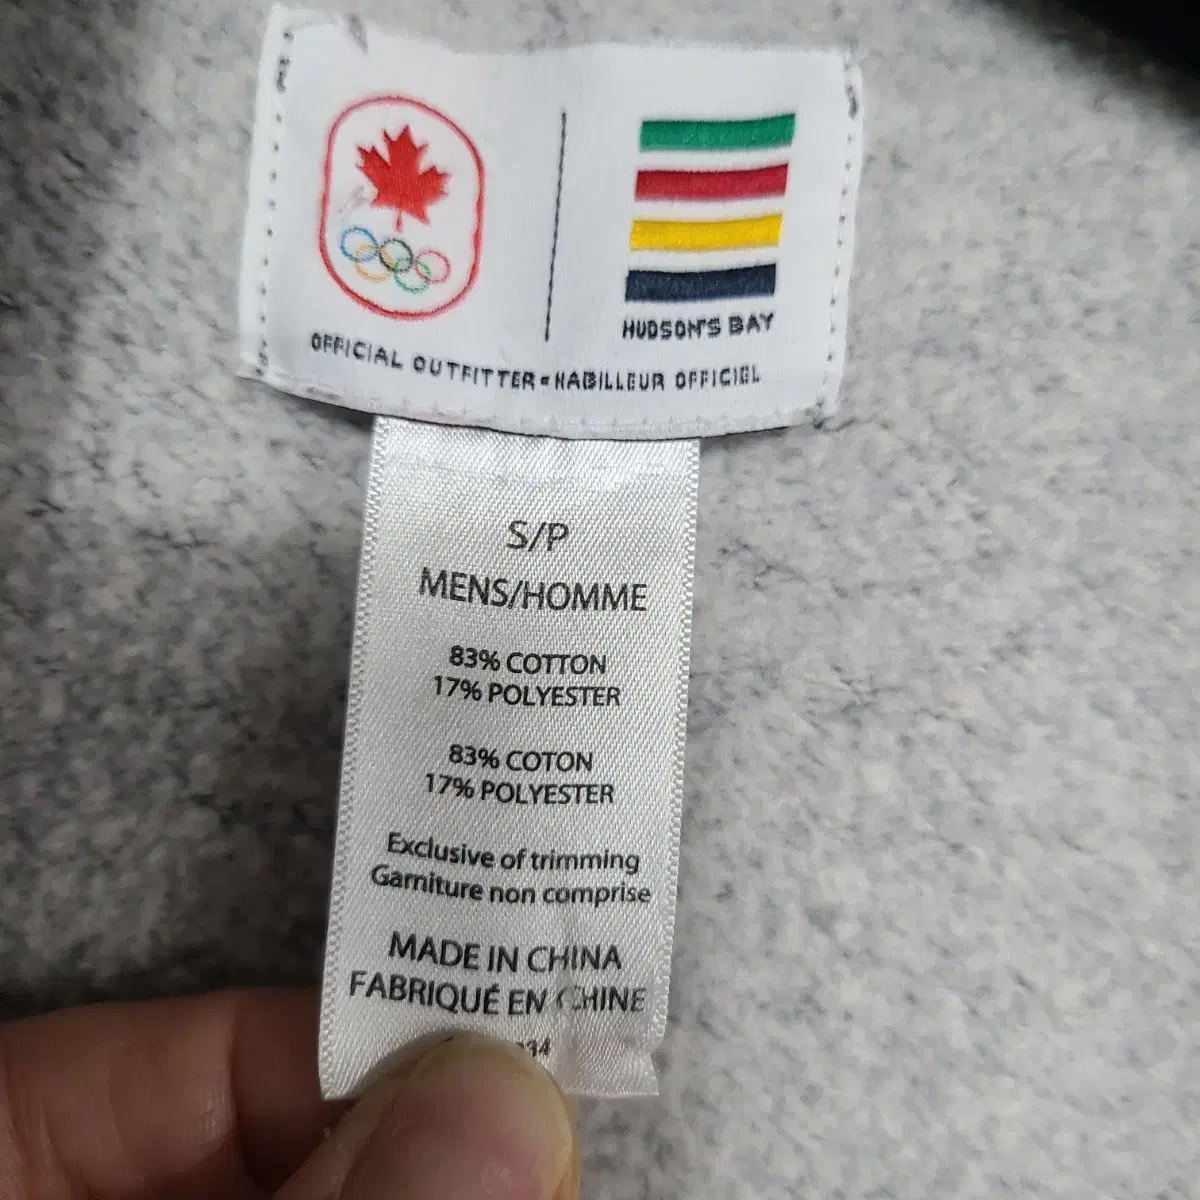 HUDSON'S BAY
OFFICIAL OUTFITTER • HABILLEUR OFFICIEL
S/P
MENS/HOMME
83% COTTON
17% POLYESTER
83% COTON
17% POLYESTER
Exclusive of trimming
Garniture non comprise
MADE IN CHINA
FABRIQUÉ EN CHINE